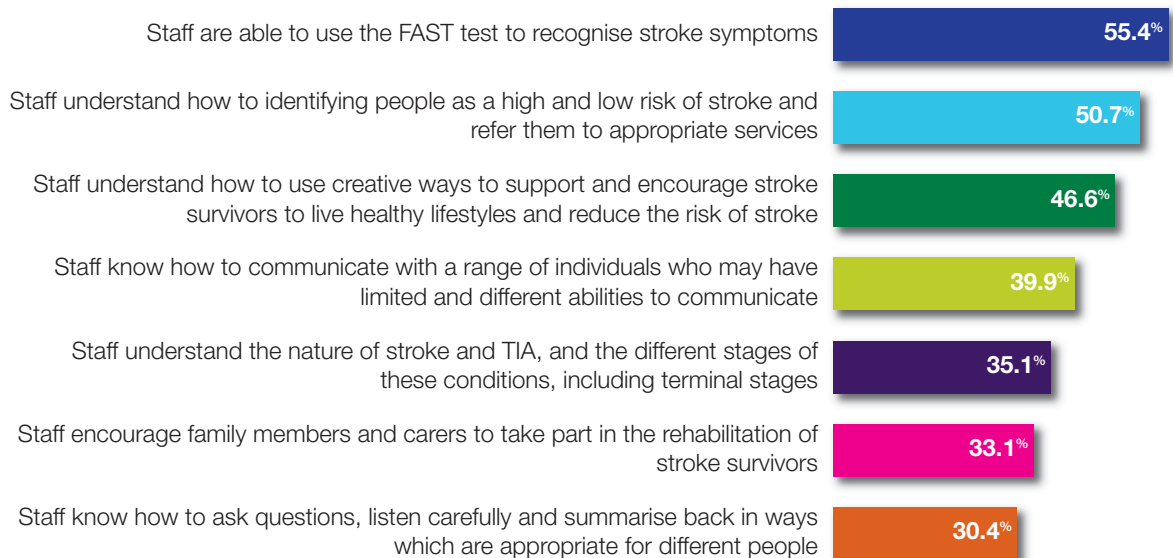 Staff are able to use the FAST test to recognise stroke symptoms
55.4%
Staff understand how to identifying people as a high and low risk of stroke and
refer them to appropriate services
50.7%
Staff understand how to use creative ways to support and encourage stroke
survivors to live healthy lifestyles and reduce the risk of stroke
46.6%
Staff know how to communicate with a range of individuals who may have
limited and different abilities to communicate
39.9%
Staff understand the nature of stroke and TIA, and the different stages of
these conditions, including terminal stages
35.1%
Staff encourage family members and carers to take part in the rehabilitation of
stroke survivors
33.1%
Staff know how to ask questions, listen carefully and summarise back in ways
which are appropriate for different people
30.4%